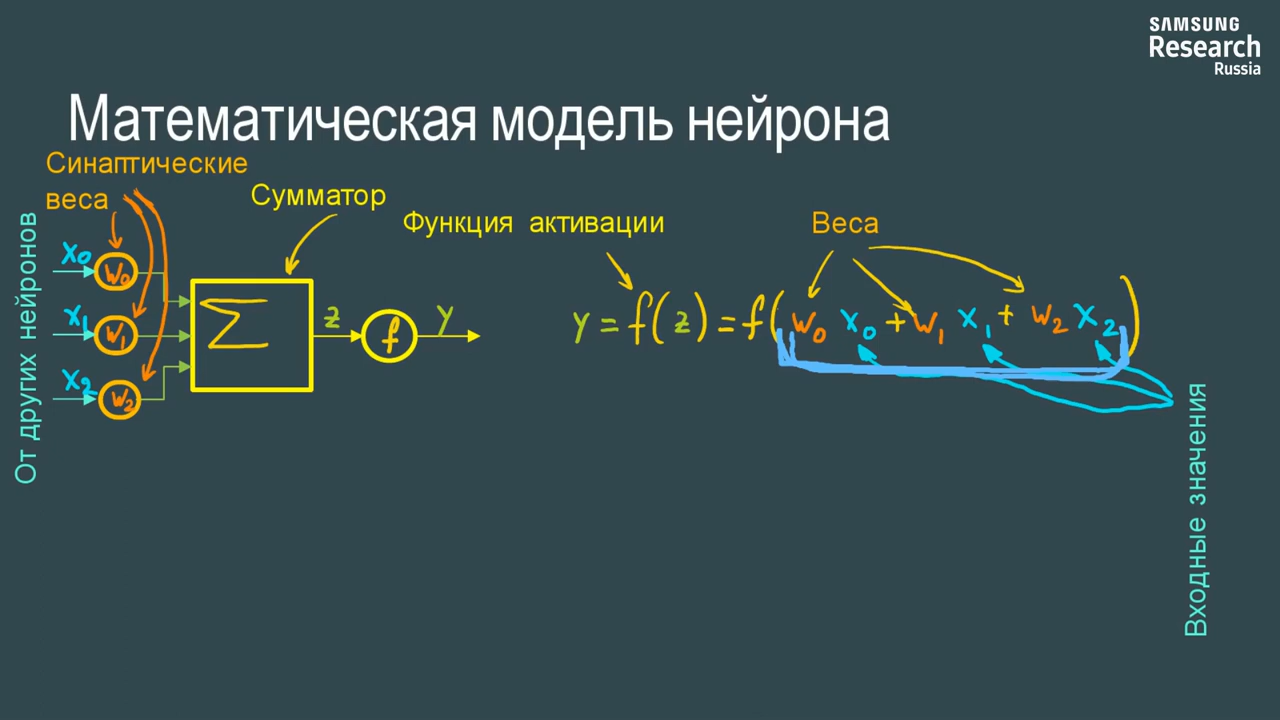 SAMSUNG
Research
Russia
Математическая модель нейрона
Синаптические
веса
Сумматор
Функция активации
Веса
От других нейронов
x0
w0
x1
w1
x2
w2
Σ
z
f
y
y = f(z) = f(w0 x0 + w1 x1 + w2 x2)
Входные значения